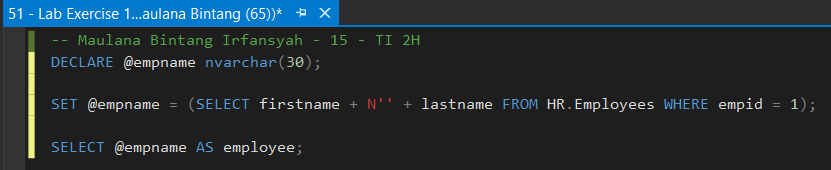 51 - Lab Exercise 1...aulana Bintang (65))*
-- Maulana Bintang Irfansyah - 15 - TI 2H
DECLARE @empname nvarchar(30);
SET @empname = (SELECT firstname + N'' + lastname FROM HR.Employees WHERE empid = 1);
SELECT @empname AS employee;